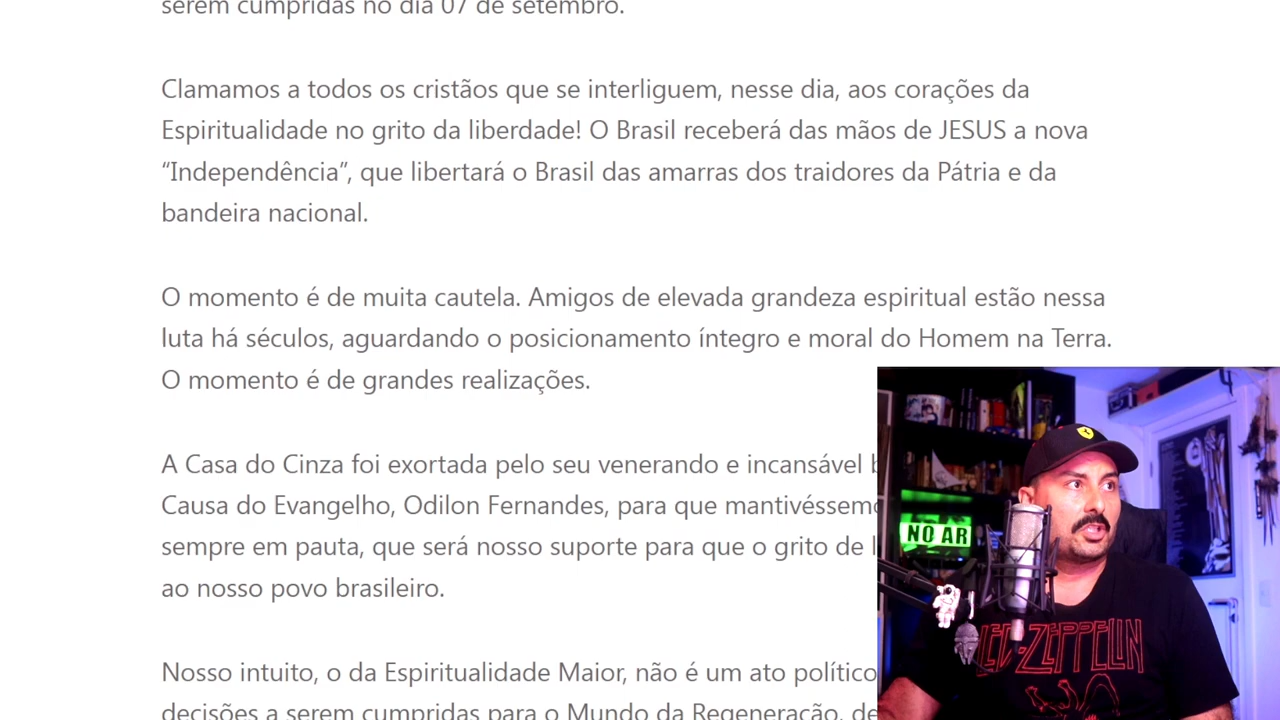 serem cumpridas no dia 07 de setembro.
Clamamos a todos os cristãos que se interliguem, nesse dia, aos corações da
Espiritualidade no grito da liberdade! O Brasil receberá das mãos de JESUS a nova
“Independência”, que libertará o Brasil das amarras dos traidores da Pátria e da
bandeira nacional.
O momento é de muita cautela. Amigos de elevada grandeza espiritual estão nessa
luta há séculos, aguardando o posicionamento íntegro e moral do Homem na Terra.
O momento é de grandes realizações.
A Casa do Cinza foi exortada pelo seu venerando e incansável
Causa do Evangelho, Odilon Fernandes, para que
sempre em pauta, que será nosso suporte para que o grito de
ao nosso povo brasileiro.
Nosso intuito, o da Espiritualidade Maior, não é um ato político
decisões a serem cumpridas para o Mundo da Regeneração, de
NO AR
LED-ZEPPELIN